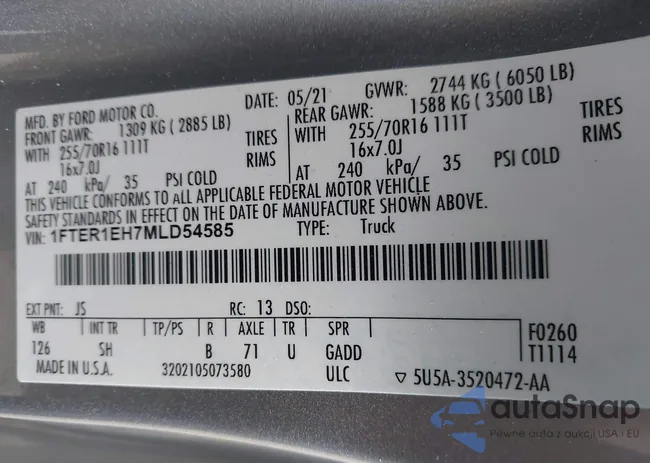 MFD. BY FORD MOTOR CO. DATE: 05/21 GVWR: 2744 KG ( 6050 LB)
FRONT GAWR: 1309 KG ( 2885 LB) REAR GAWR: 1588 KG ( 3500 LB)
WITH 255/70R16 111T TIRES WITH 255/70R16 111T TIRES
16x7.0J RIMS 16x7.0J RIMS
AT 240 kPa/ 35 PSI COLD AT 240 kPa/ 35 PSI COLD
THIS VEHICLE CONFORMS TO ALL APPLICABLE FEDERAL MOTOR VEHICLE
SAFETY STANDARDS IN EFFECT ON THE DATE OF MANUFACTURE SHOWN ABOVE.
VIN: 1FTER1EH7MLD54585 TYPE: Truck
EXT PNT: JS RC: 13 DSO:
WB INT TR TP/PS R AXLE TR SPR F0260
126 SH B 71 U GADD T1114
MADE IN U.S.A. 3202105073580 ULC ▽ 5U5A-3520472-AA
autoSnap
Pewne auta z aukcji USA i EU